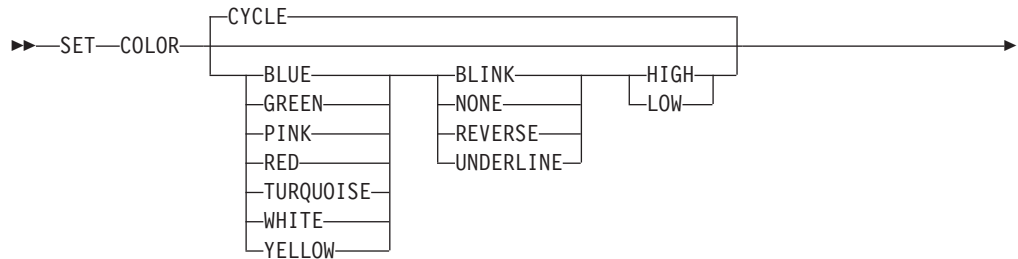 CYCLE
SET COLOR
BLUE BLINK HIGH
GREEN NONE LOW
PINK REVERSE
RED UNDERLINE
TURQUOISE
WHITE
YELLOW